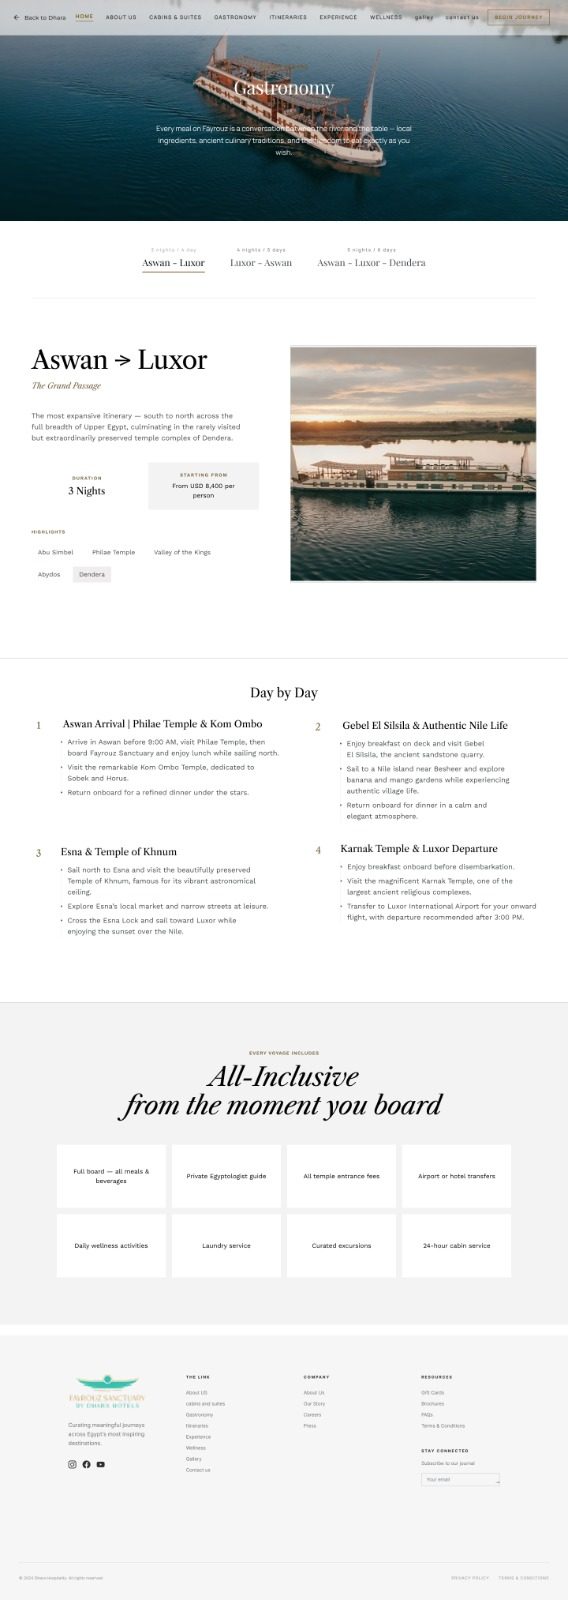 ← Back to Dhara HOME ABOUT US CABINS & SUITES GASTRONOMY ITINERARIES EXPERIENCE WELLNESS galley contact us BEGIN JOURNEY
Gastronomy
Every meal on Fayrouz is a conversation between the river and the table — local
ingredients, ancient culinary traditions, and the freedom to eat exactly as you
wish.
3 nights / 4 day
Aswan - Luxor
4 nights / 5 days
Luxor - Aswan
5 nights / 6 days
Aswan - Luxor - Dendera
Aswan → Luxor
The Grand Passage
The most expansive itinerary — south to north across the
full breadth of Upper Egypt, culminating in the rarely visited
but extraordinarily preserved temple complex of Dendera.
DURATION
3 Nights
STARTING FROM
From USD 8,400 per
person
HIGHLIGHTS
Abu Simbel Philae Temple Valley of the Kings
Abydos Dendera
Day by Day
1 Aswan Arrival | Philae Temple & Kom Ombo
• Arrive in Aswan before 9:00 AM, visit Philae Temple, then
board Fayrouz Sanctuary and enjoy lunch while sailing north.
• Visit the remarkable Kom Ombo Temple, dedicated to
Sobek and Horus.
• Return onboard for a refined dinner under the stars.
2 Gebel El Silsila & Authentic Nile Life
• Enjoy breakfast on deck and visit Gebel
El Silsila, the ancient sandstone quarry.
• Sail to a Nile island near Besheer and explore
banana and mango gardens while experiencing
authentic village life.
• Return onboard for dinner in a calm and
elegant atmosphere.
3 Esna & Temple of Khnum
• Sail north to Esna and visit the beautifully preserved
Temple of Khnum, famous for its vibrant astronomical
ceiling.
• Explore Esna's local market and narrow streets at leisure.
• Cross the Esna Lock and sail toward Luxor while
enjoying the sunset over the Nile.
4 Karnak Temple & Luxor Departure
• Enjoy breakfast onboard before disembarkation.
• Visit the magnificent Karnak Temple, one of the
largest ancient religious complexes.
• Transfer to Luxor International Airport for your onward
flight, with departure recommended after 3:00 PM.
EVERY VOYAGE INCLUDES
All-Inclusive
from the moment you board
Full board — all meals &
beverages
Private Egyptologist guide
All temple entrance fees
Airport or hotel transfers
Daily wellness activities
Laundry service
Curated excursions
24-hour cabin service
FAYROUZ SANCTUARY
BY DHARA HOTELS
Curating meaningful journeys
across Egypt's most inspiring
destinations.
THE LINK
About US
cabins and suites
Gastronomy
Itineraries
Experience
Wellness
Gallery
Contact us
COMPANY
About Us
Our Story
Careers
Press
RESOURCES
Gift Cards
Brochures
FAQs
Terms & Conditions
STAY CONNECTED
Subscribe to our journal
Your email →
© 2024 Dhara Hospitality. All rights reserved.
PRIVACY POLICY TERMS & CONDITIONS